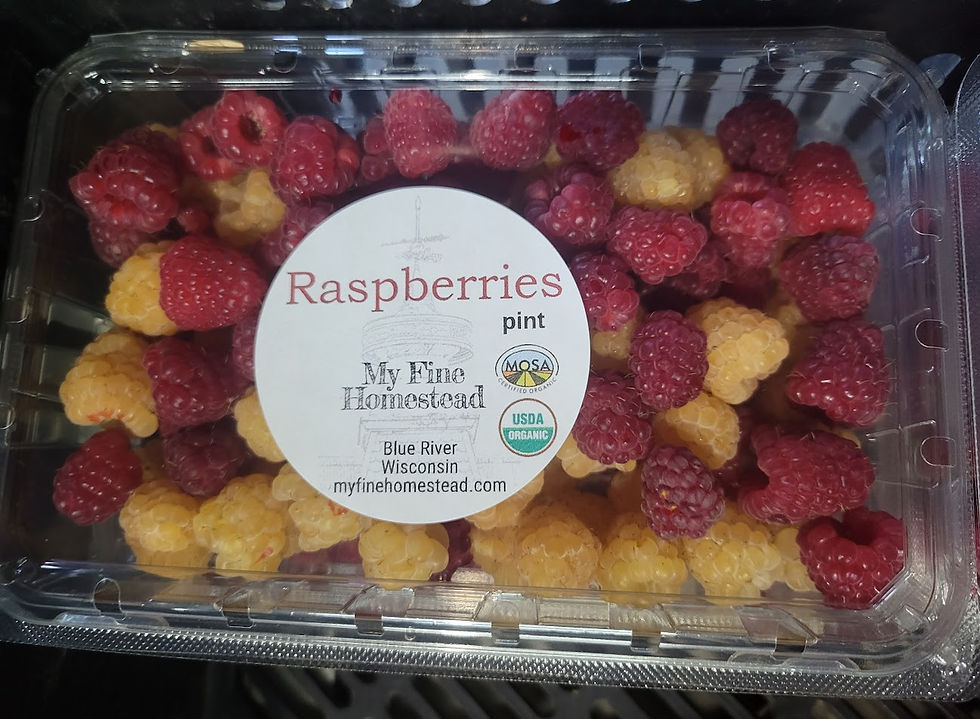 Raspberries
pint
My Fine
Homestead
MOSA
CERTIFIED ORGANIC
USDA
ORGANIC
Blue River
Wisconsin
myfinehomestead.com